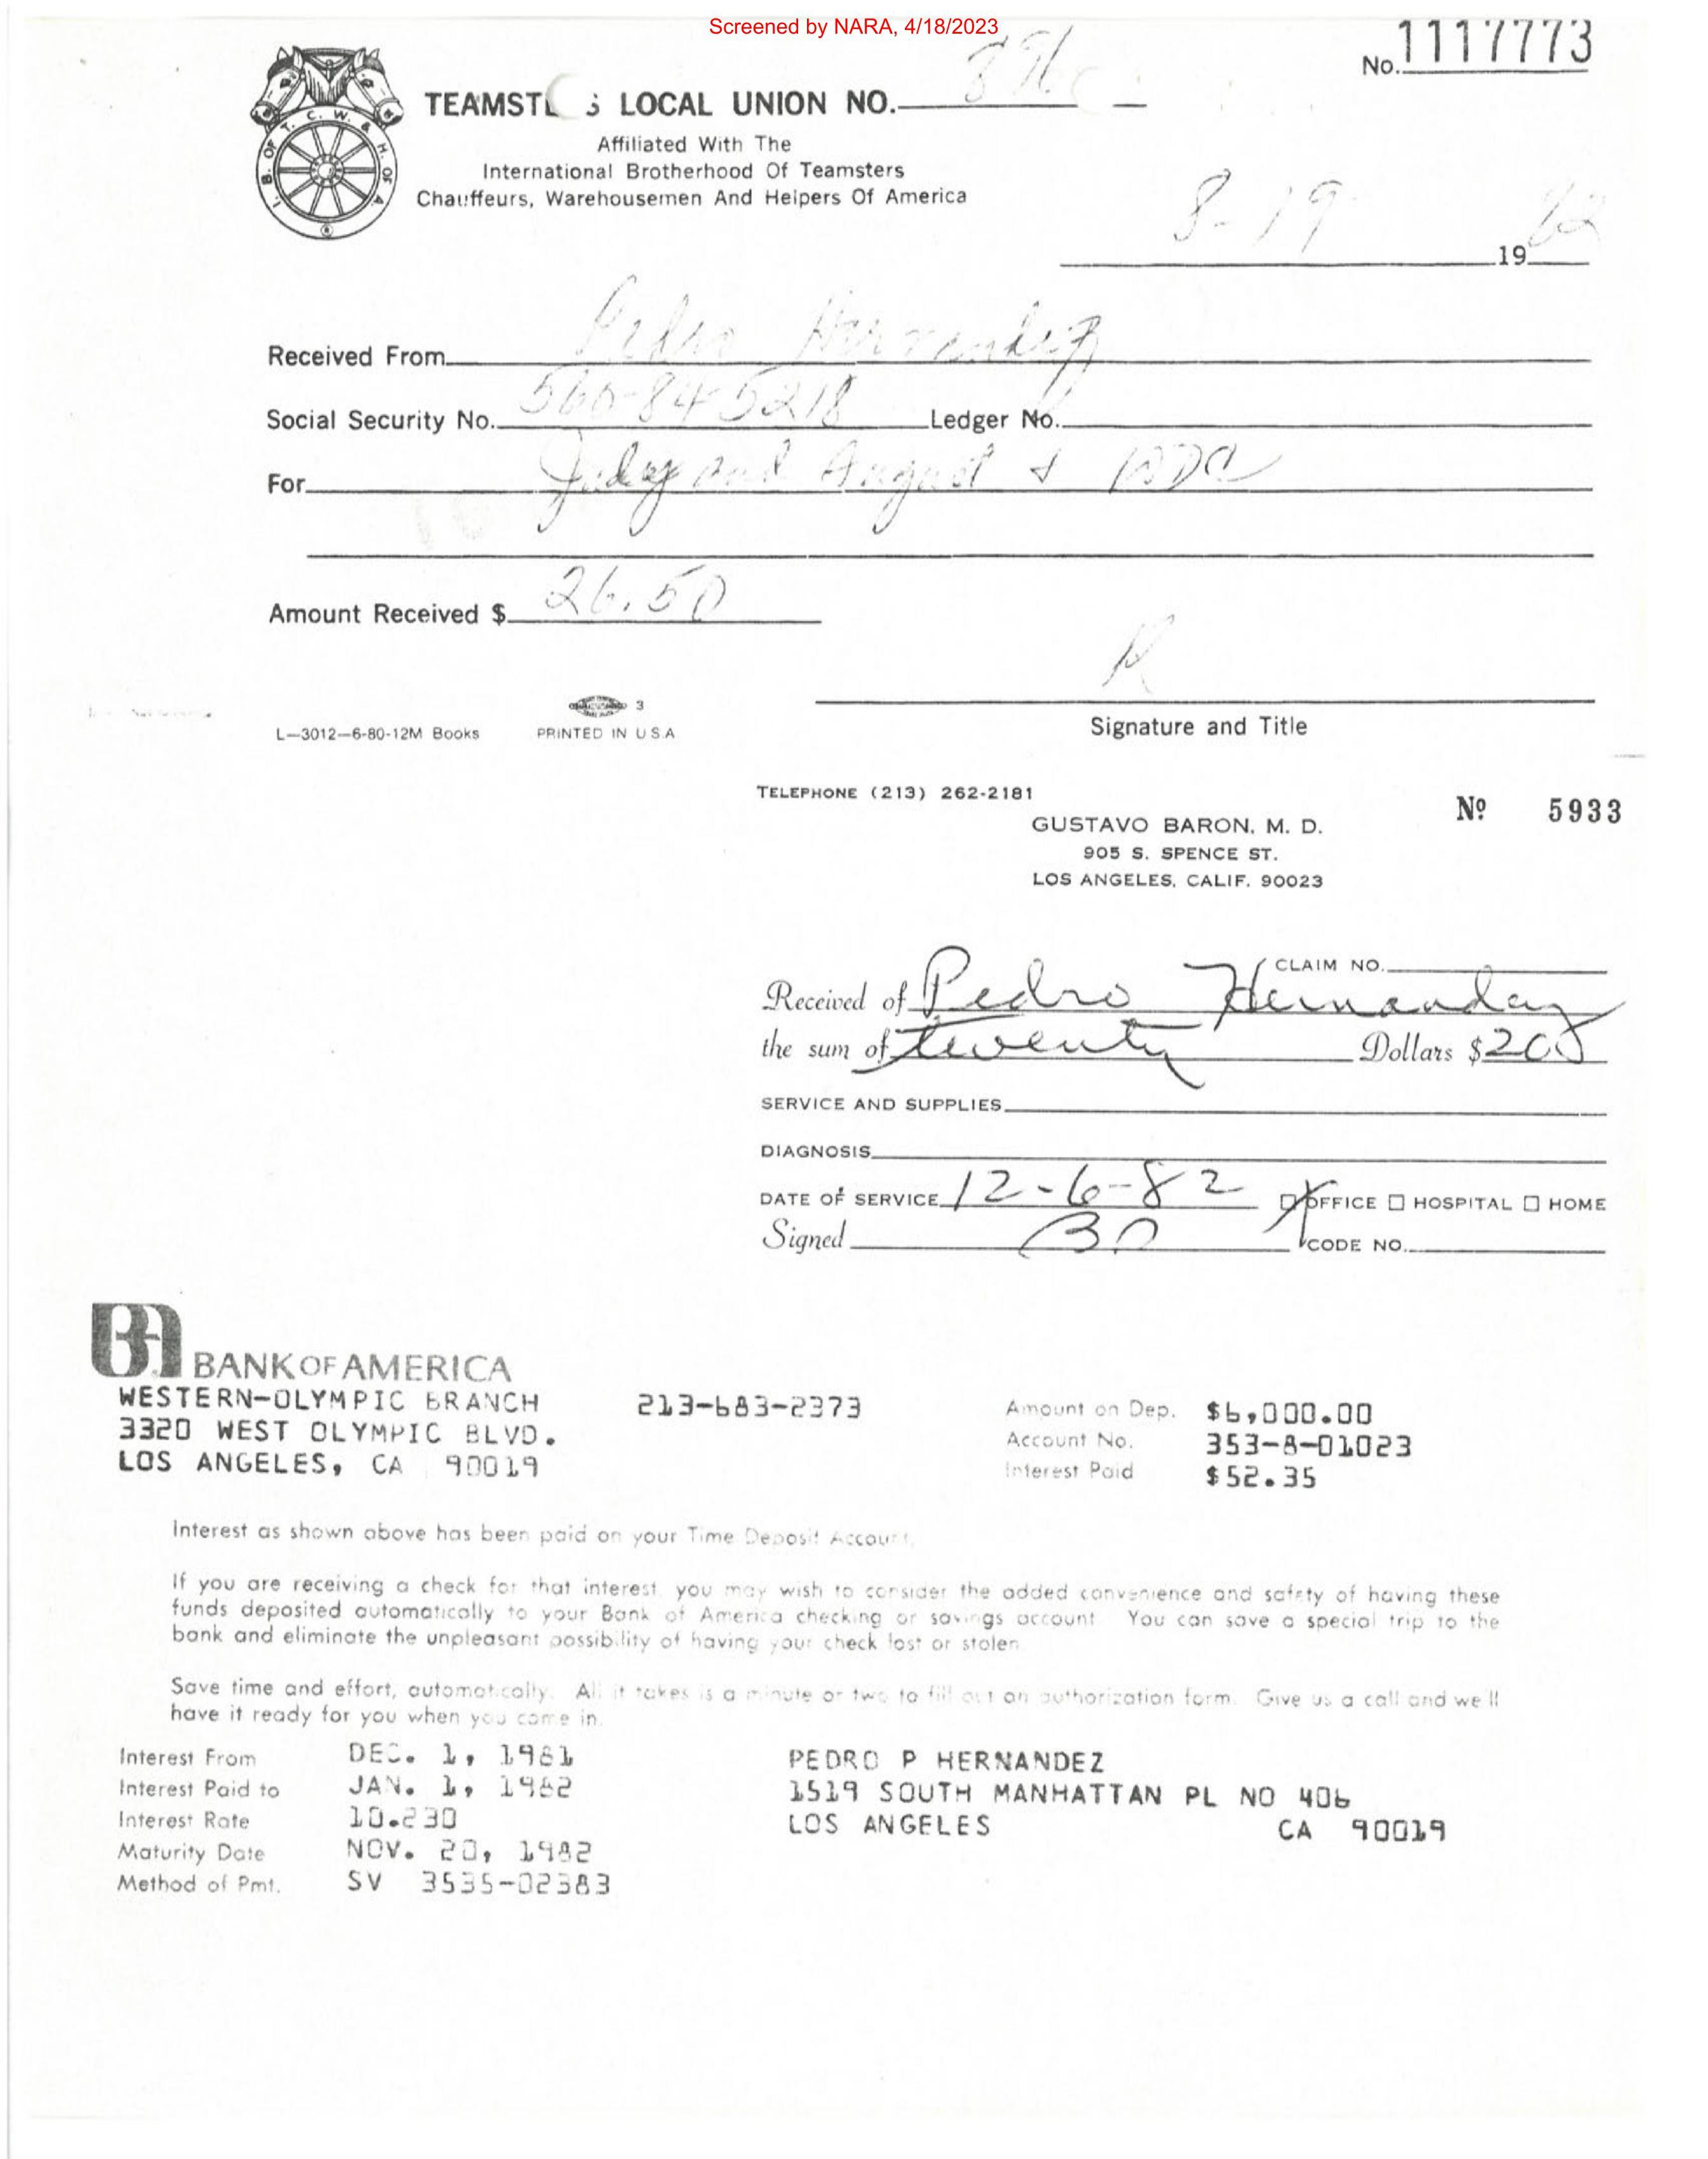 Screened by NARA, 4/18/2023
No. 1117773
TEAMST S LOCAL UNION NO.
Affiliated With The
International Brotherhood Of Teamsters
Chauffeurs, Warehousemen And Helpers Of America
I. B. OF T. C. W. & H. OF A.
8-19 1982
Received From Pedro Hernandez
Social Security No. 560-84-5218 Ledger No.
For July and August & WDC
Amount Received $ 26.50
R
3
L-3012-6-80-12M Books PRINTED IN U S A
Signature and Title
TELEPHONE (213) 262-2181
GUSTAVO BARON, M. D. Nº 5933
905 S. SPENCE ST.
LOS ANGELES, CALIF. 90023
CLAIM NO.
Received of Pedro Hernandez
the sum of twenty Dollars $20
SERVICE AND SUPPLIES
DIAGNOSIS
DATE OF SERVICE 12-6-82 OFFICE HOSPITAL HOME
Signed CODE NO.
BA BANK OF AMERICA
WESTERN-OLYMPIC BRANCH 213-683-2373 Amount on Dep. $6,000.00
3320 WEST OLYMPIC BLVD. Account No. 353-8-01023
LOS ANGELES, CA 90019 Interest Paid $52.35
Interest as shown above has been paid on your Time Deposit Account.
If you are receiving a check for that interest, you may wish to consider the added convenience and safety of having these
funds deposited automatically to your Bank of America checking or savings account You can save a special trip to the
bank and eliminate the unpleasant possibility of having your check lost or stolen
Save time and effort, automatically. All it takes is a minute or two to fill out an authorization form. Give us a call and we'll
have it ready for you when you come in.
Interest From DEC. 1, 1981 PEDRO P HERNANDEZ
Interest Paid to JAN. 1, 1982 1519 SOUTH MANHATTAN PL NO 406
Interest Rate 10.230 LOS ANGELES CA 90019
Maturity Date NOV. 20, 1982
Method of Pmt. SV 3535-02383